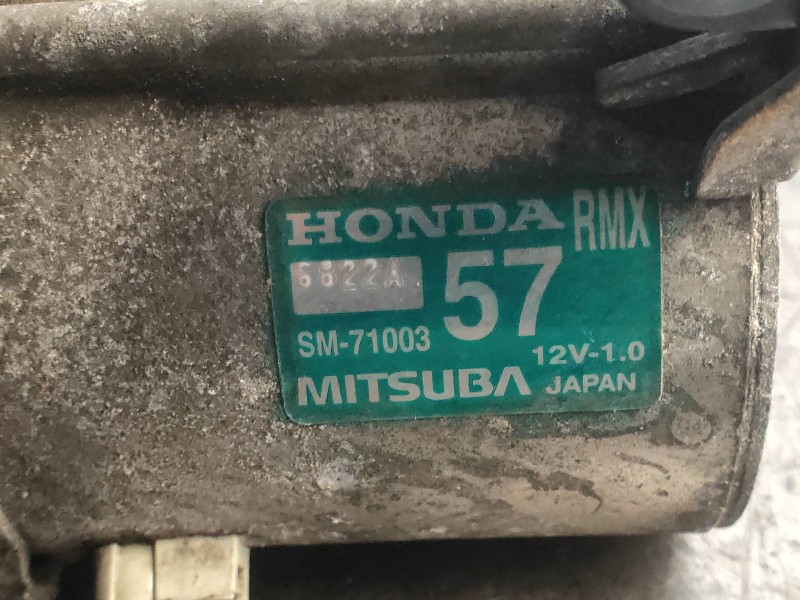 HONDA RMX
6822A 57
SM-71003
12V-1.0
MITSUBA JAPAN